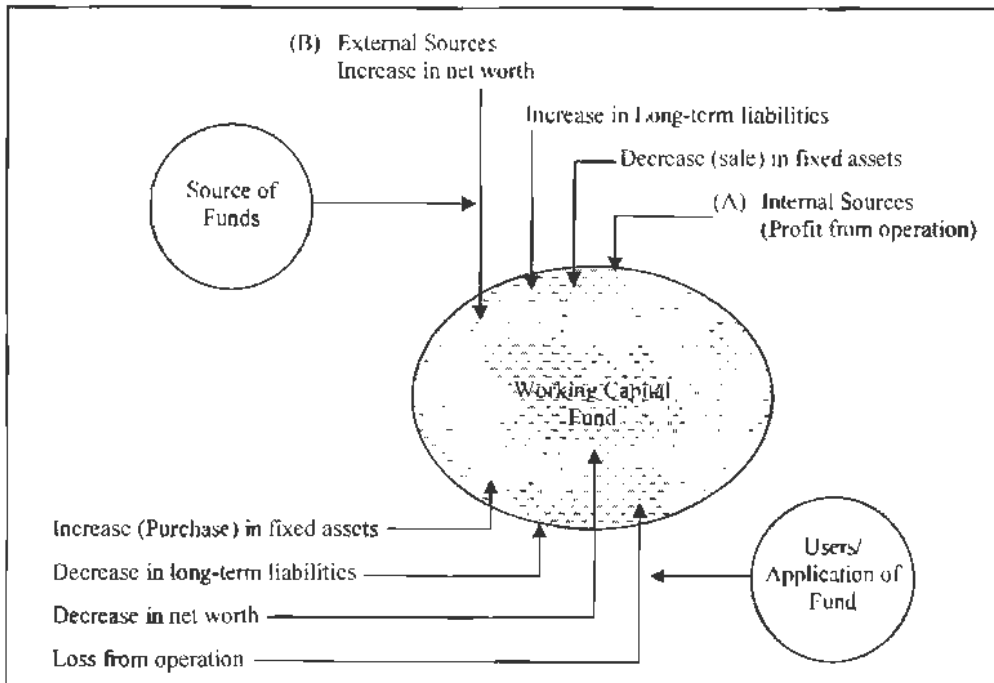 (B) External Sources
Increase in net worth
Increase in Long-term liabilities
Decrease (sale) in fixed assets
Source of
Funds
(A) Internal Sources
(Profit from operation)
Working Capital
Fund
Increase (Purchase) in fixed assets
Decrease in long-term liabilities
Decrease in net worth
Loss from operation
Users/
Application of
Fund